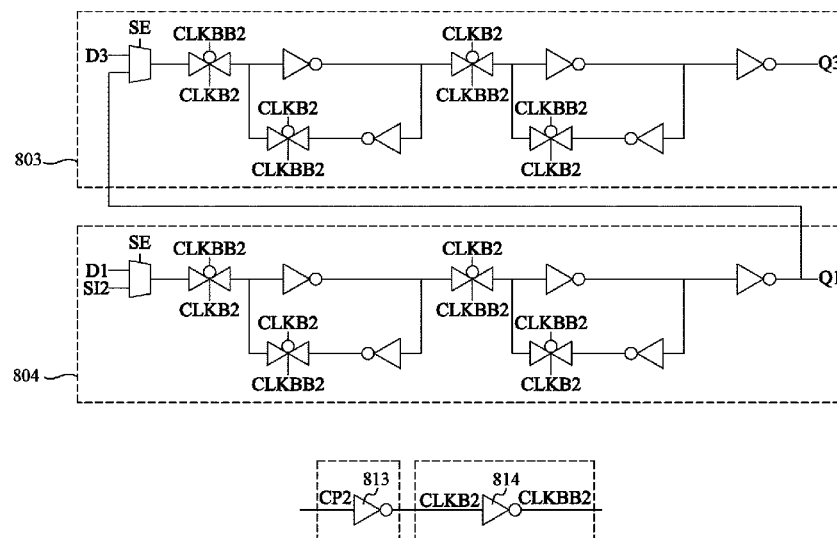 SE
D3
CLKBB2
CLKB2
CLKB2
CLKBB2
CLKB2
CLKBB2
CLKBB2
CLKB2
Q3
803
SE
D1
SI2
CLKBB2
CLKB2
CLKB2
CLKBB2
CLKB2
CLKBB2
CLKBB2
CLKB2
Q1
804
CP2
813
CLKB2
814
CLKBB2